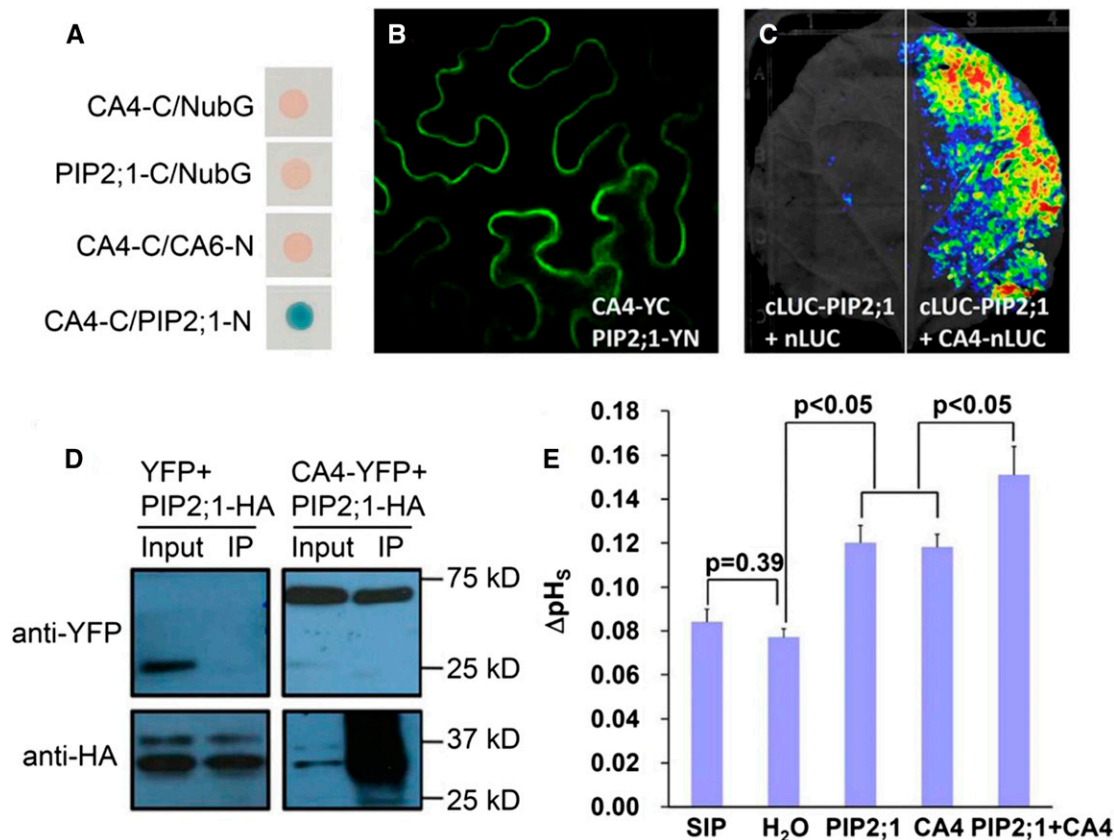 A
CA4-C/NubG
PIP2;1-C/NubG
CA4-C/CA6-N
CA4-C/PIP2;1-N
B
CA4-YC
PIP2;1-YN
C
1
3
4
A
cLUC-PIP2;1
+ nLUC
cLUC-PIP2;1
+ CA4-nLUC
D
YFP+
PIP2;1-HA
CA4-YFP+
PIP2;1-HA
Input IP
Input IP
anti-YFP
75 kD
25 kD
anti-HA
37 kD
25 kD
E
ΔpHₛ
0.18
0.16
0.14
0.12
0.10
0.08
0.06
0.04
0.02
0.00
p=0.39
p<0.05
p<0.05
SIP H₂O PIP2;1 CA4 PIP2;1+CA4